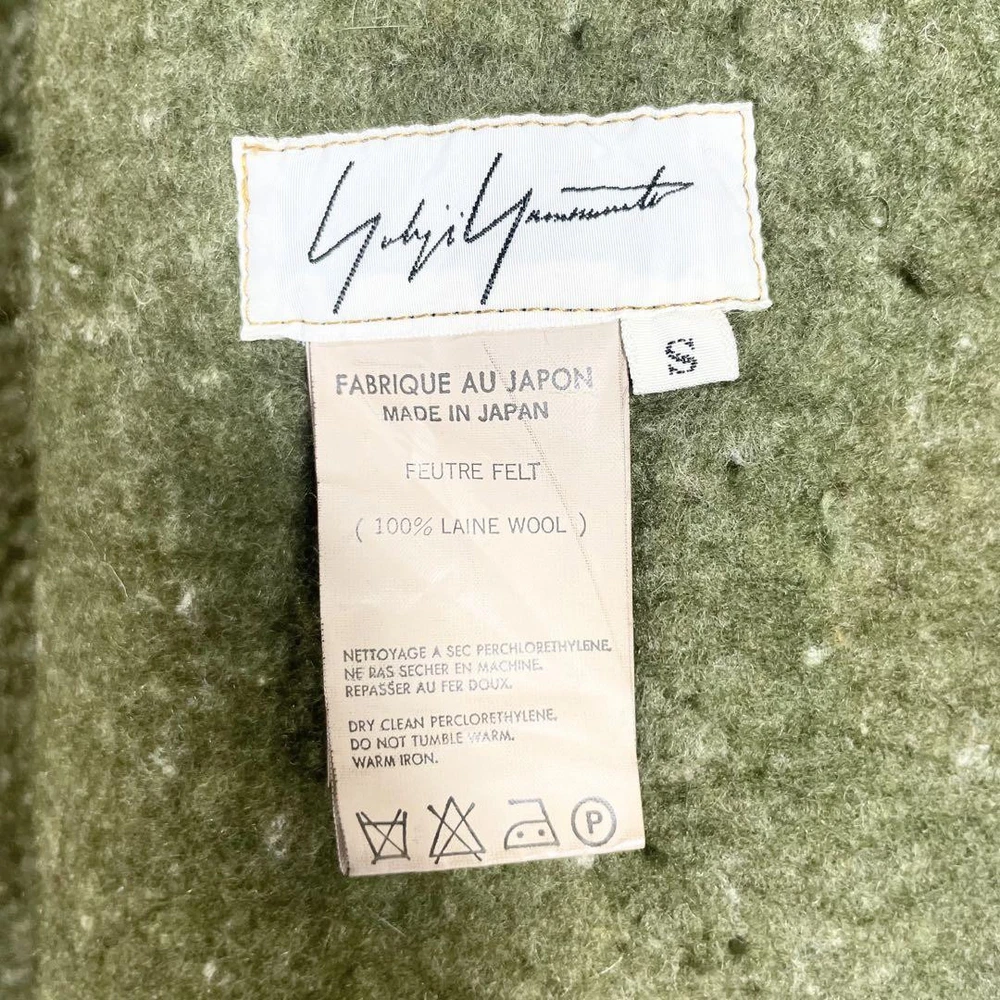 Yohji Yamamoto
S
FABRIQUE AU JAPON
MADE IN JAPAN
FEUTRE FELT
( 100% LAINE WOOL )
NETTOYAGE A SEC PERCHLORETHYLENE.
NE PAS SECHER EN MACHINE.
REPASSER AU FER DOUX.
DRY CLEAN PERCLORETHYLENE.
DO NOT TUMBLE WARM.
WARM IRON.
P